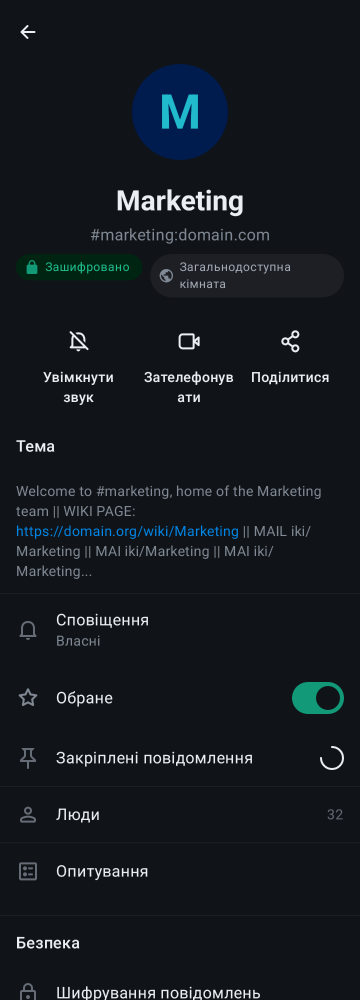 M
Marketing
#marketing:domain.com
Зашифровано
Загальнодоступна
кімната
Увімкнути
звук
Зателефонув
ати
Поділитися
Тема
Welcome to #marketing, home of the Marketing
team || WIKI PAGE:
https://domain.org/wiki/Marketing || MAIL iki/
Marketing || MAI iki/Marketing || MAI iki/
Marketing...
Сповіщення
Власні
Обране
Закріплені повідомлення
Люди
32
Опитування
Безпека
Шифрування повідомлень